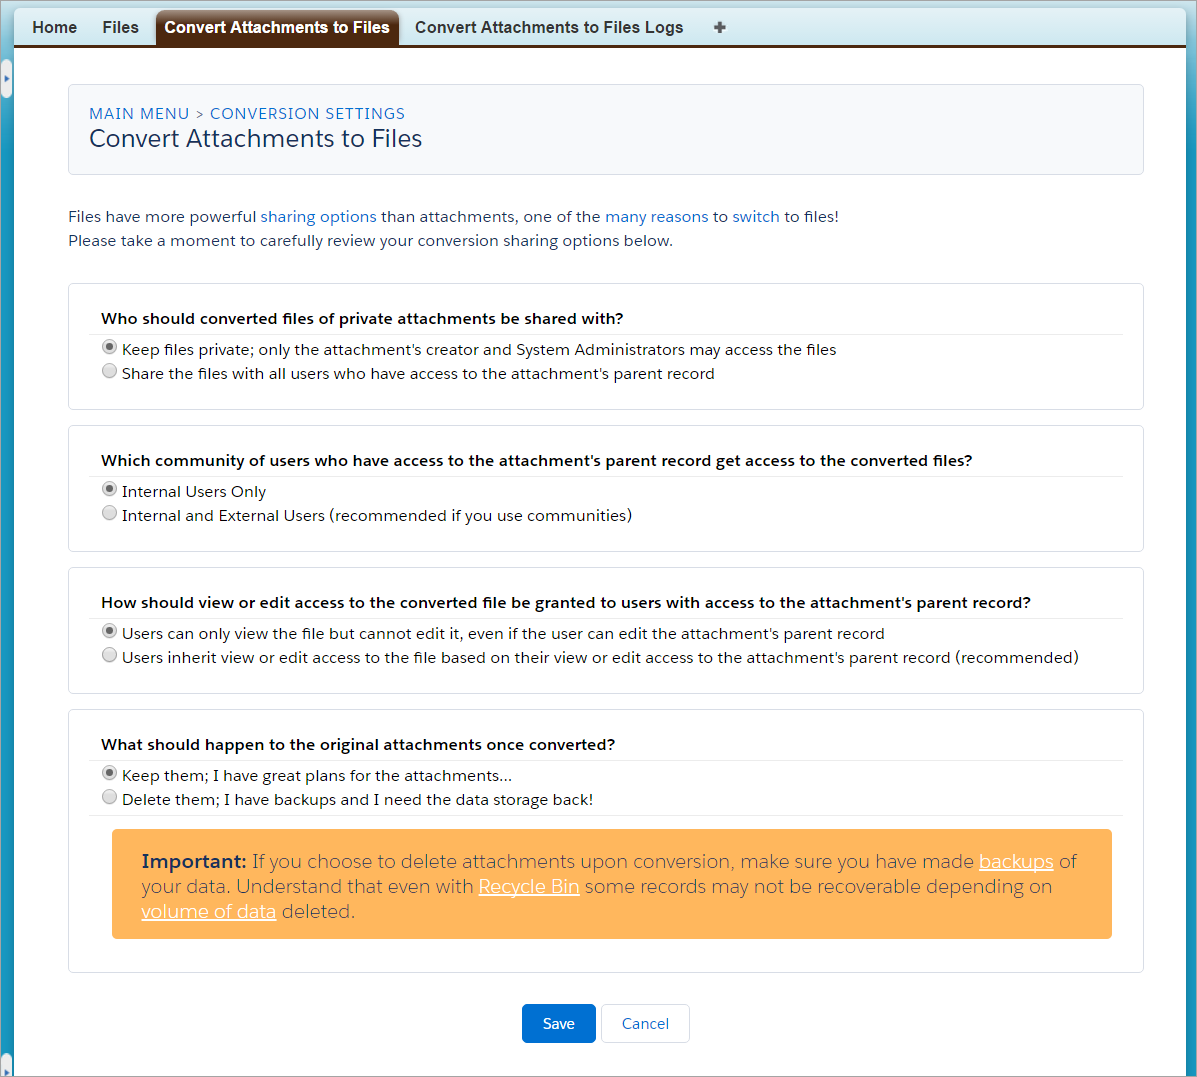 Home Files Convert Attachments to Files Convert Attachments to Files Logs +
MAIN MENU > CONVERSION SETTINGS
Convert Attachments to Files
Files have more powerful sharing options than attachments, one of the many reasons to switch to files!
Please take a moment to carefully review your conversion sharing options below.
Who should converted files of private attachments be shared with?
Keep files private; only the attachment's creator and System Administrators may access the files
Share the files with all users who have access to the attachment's parent record
Which community of users who have access to the attachment's parent record get access to the converted files?
Internal Users Only
Internal and External Users (recommended if you use communities)
How should view or edit access to the converted file be granted to users with access to the attachment's parent record?
Users can only view the file but cannot edit it, even if the user can edit the attachment's parent record
Users inherit view or edit access to the file based on their view or edit access to the attachment's parent record (recommended)
What should happen to the original attachments once converted?
Keep them; I have great plans for the attachments...
Delete them; I have backups and I need the data storage back!
Important: If you choose to delete attachments upon conversion, make sure you have made backups of
your data. Understand that even with Recycle Bin some records may not be recoverable depending on
volume of data deleted.
Save Cancel